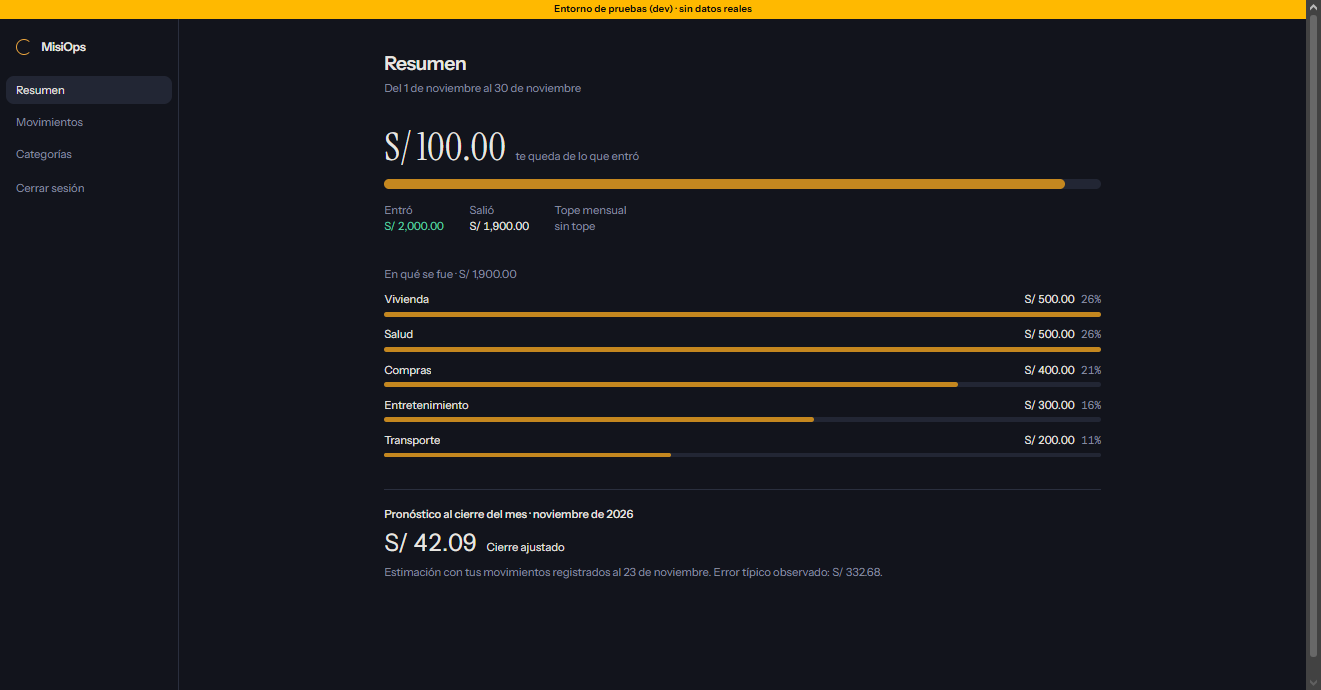 Entorno de pruebas (dev) · sin datos reales
MisiOps
Resumen
Movimientos
Categorías
Cerrar sesión
Resumen
Del 1 de noviembre al 30 de noviembre
S/ 100.00 te queda de lo que entró
Entró Salió Tope mensual
S/ 2,000.00 S/ 1,900.00 sin tope
En qué se fue · S/ 1,900.00
Vivienda S/ 500.00 26%
Salud S/ 500.00 26%
Compras S/ 400.00 21%
Entretenimiento S/ 300.00 16%
Transporte S/ 200.00 11%
Pronóstico al cierre del mes · noviembre de 2026
S/ 42.09 Cierre ajustado
Estimación con tus movimientos registrados al 23 de noviembre. Error típico observado: S/ 332.68.